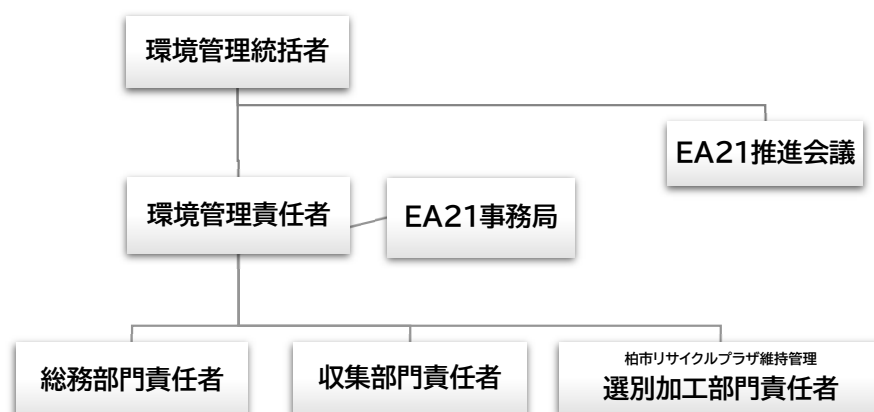 環境管理統括者
EA21推進会議
環境管理責任者
EA21事務局
総務部門責任者
収集部門責任者
柏市リサイクルプラザ維持管理
選別加工部門責任者